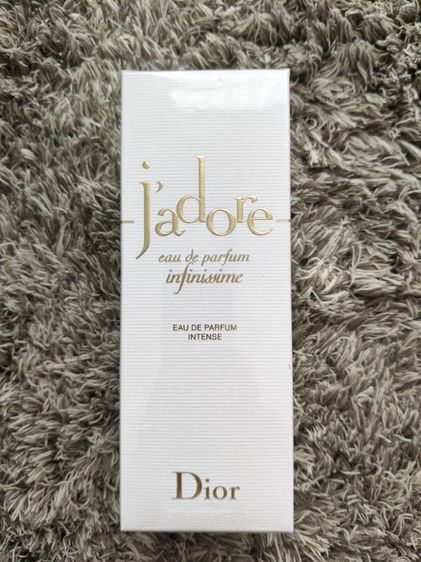 j'adore
eau de parfum
infinissime
EAU DE PARFUM
INTENSE
Dior